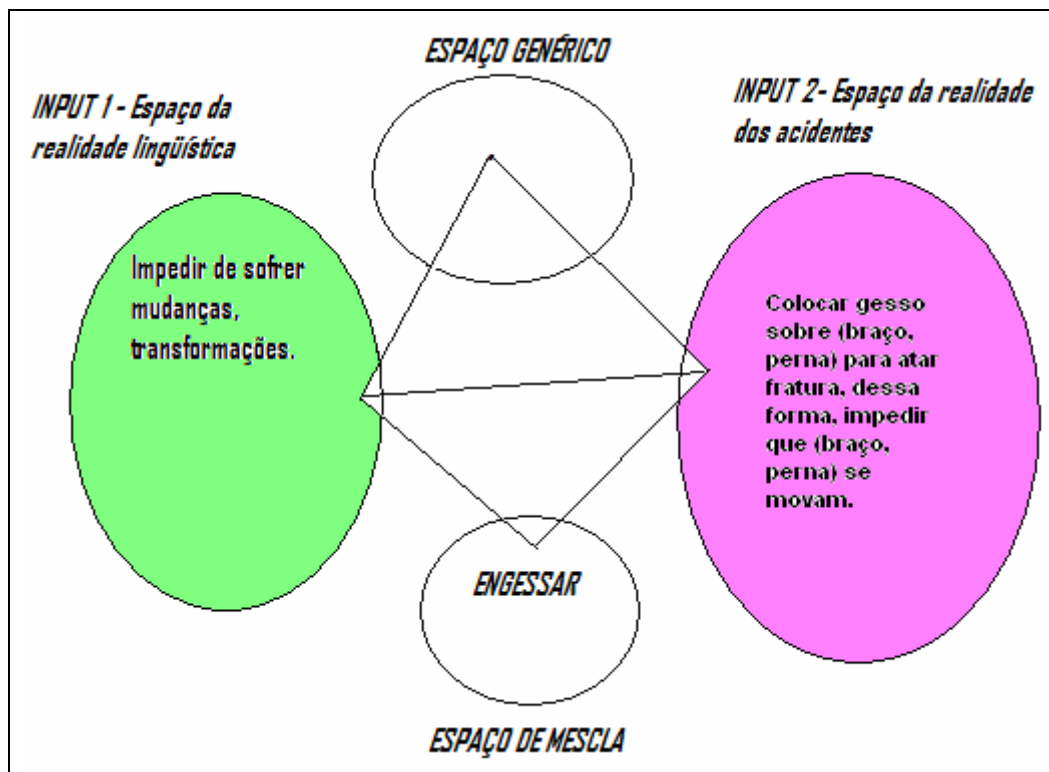 ESPAÇO GENÉRICO
INPUT 1 - Espaço da
realidade lingüística
INPUT 2- Espaço da realidade
dos acidentes
Impedir de sofrer
mudanças,
transformações.
Colocar gesso
sobre (braço,
perna) para atar
fratura, dessa
forma, impedir
que (braço,
perna) se
movam.
ENGESSAR
ESPAÇO DE MESCLA